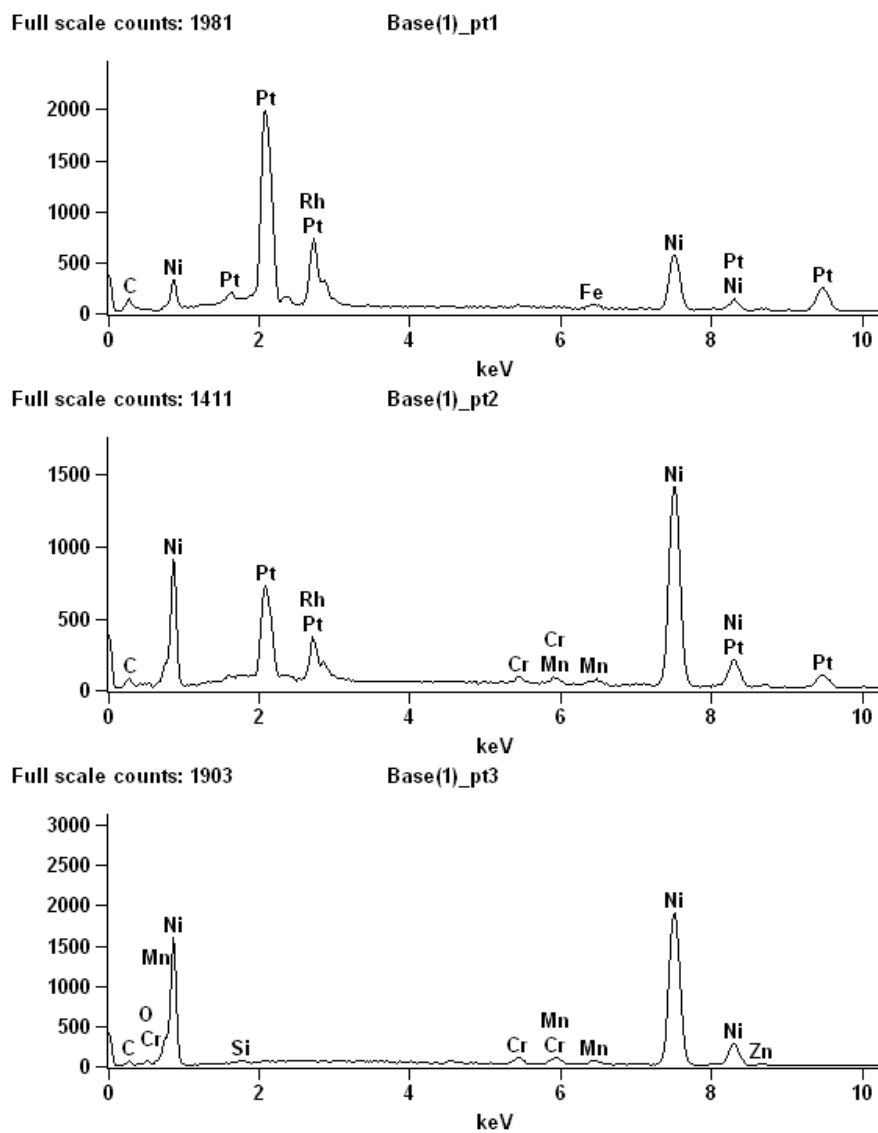 Full scale counts: 1981 Base(1)_pt1
2000
1500
1000
500
0
C
Ni
Pt
Pt
Rh
Pt
Fe
Ni
Pt
Ni
Pt
0 2 4 6 8 10
keV
Full scale counts: 1411 Base(1)_pt2
1500
1000
500
0
C
Ni
Pt
Rh
Pt
Cr
Cr
Mn
Mn
Ni
Ni
Pt
Pt
0 2 4 6 8 10
keV
Full scale counts: 1903 Base(1)_pt3
3000
2500
2000
1500
1000
500
0
C
O
Cr
Mn
Ni
Si
Cr
Mn
Cr
Mn
Ni
Ni
Zn
0 2 4 6 8 10
keV